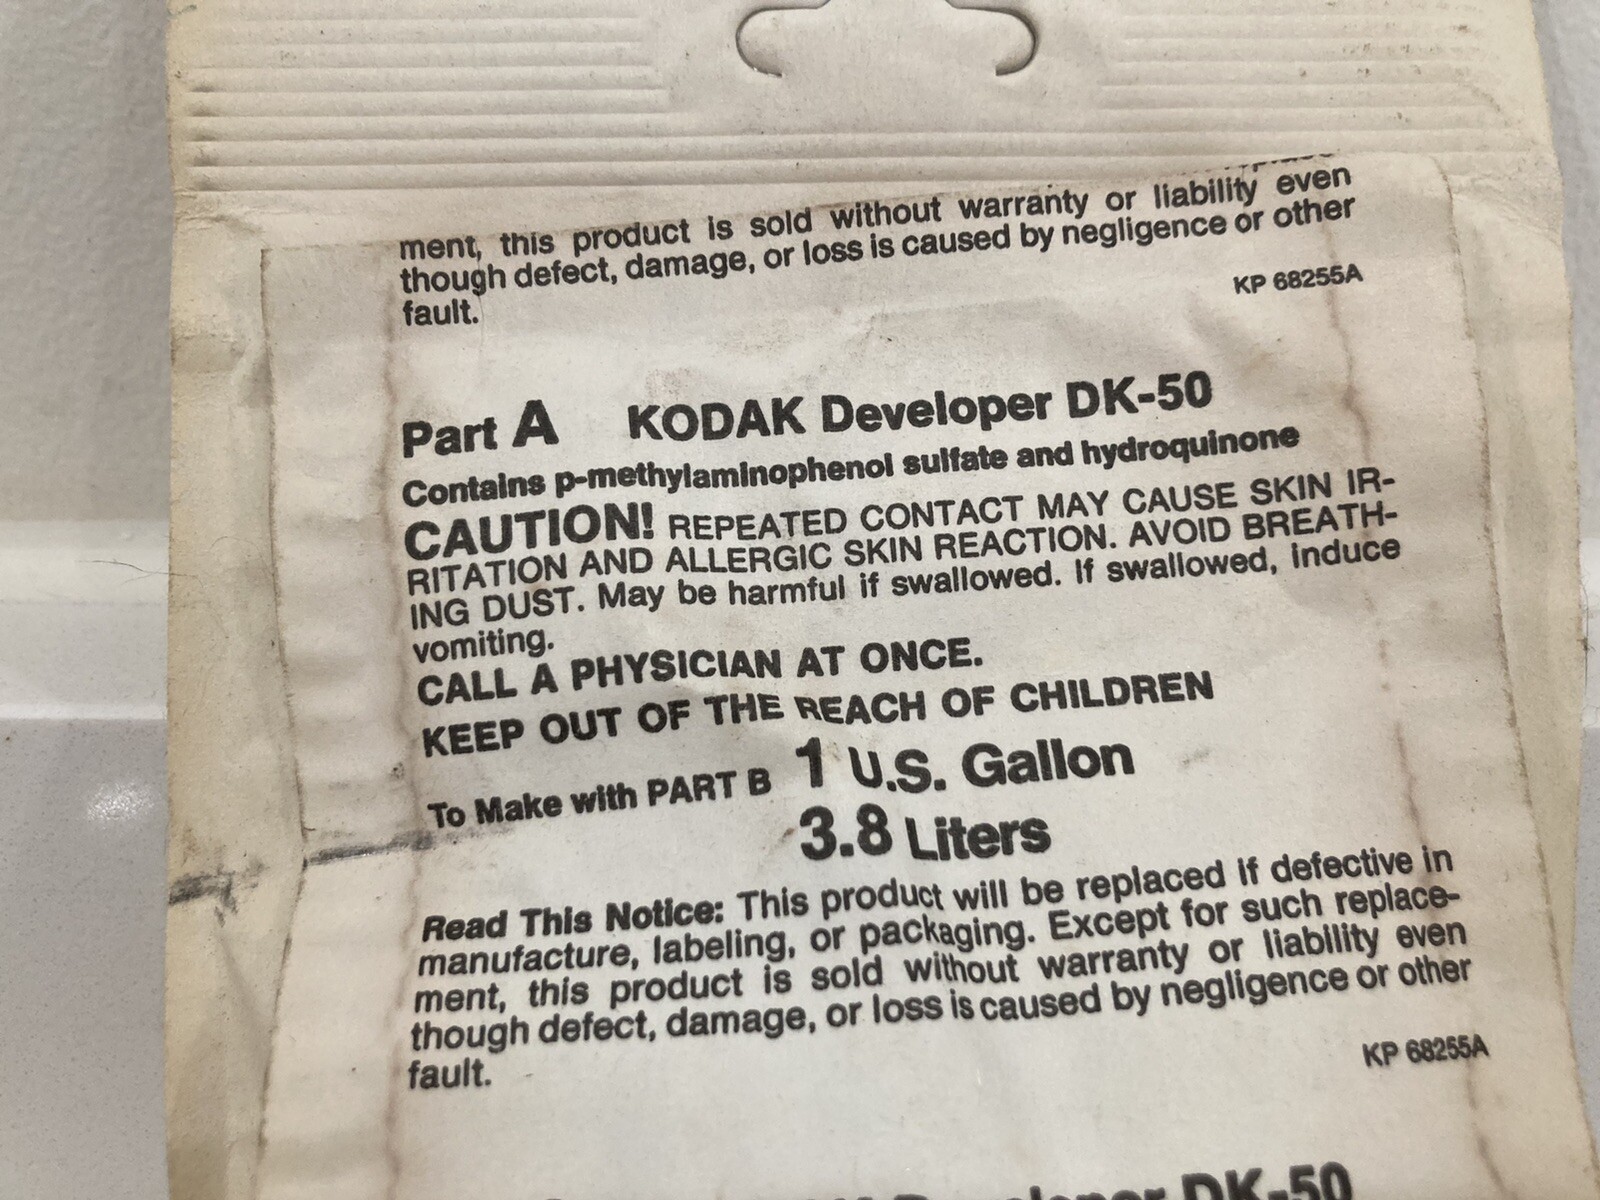 ment, this product is sold without warranty or liability even
though defect, damage, or loss is caused by negligence or other
fault.
KP 68255A
Part A KODAK Developer DK-50
Contains p-methylaminophenol sulfate and hydroquinone
CAUTION! REPEATED CONTACT MAY CAUSE SKIN IR-
RITATION AND ALLERGIC SKIN REACTION. AVOID BREATH-
ING DUST. May be harmful if swallowed. If swallowed, induce
vomiting.
CALL A PHYSICIAN AT ONCE.
KEEP OUT OF THE REACH OF CHILDREN
To Make with PART B 1 U.S. Gallon
3.8 Liters
Read This Notice: This product will be replaced if defective in
manufacture, labeling, or packaging. Except for such replace-
ment, this product is sold without warranty or liability even
though defect, damage, or loss is caused by negligence or other
fault.
KP 68255A
Developer DK-50